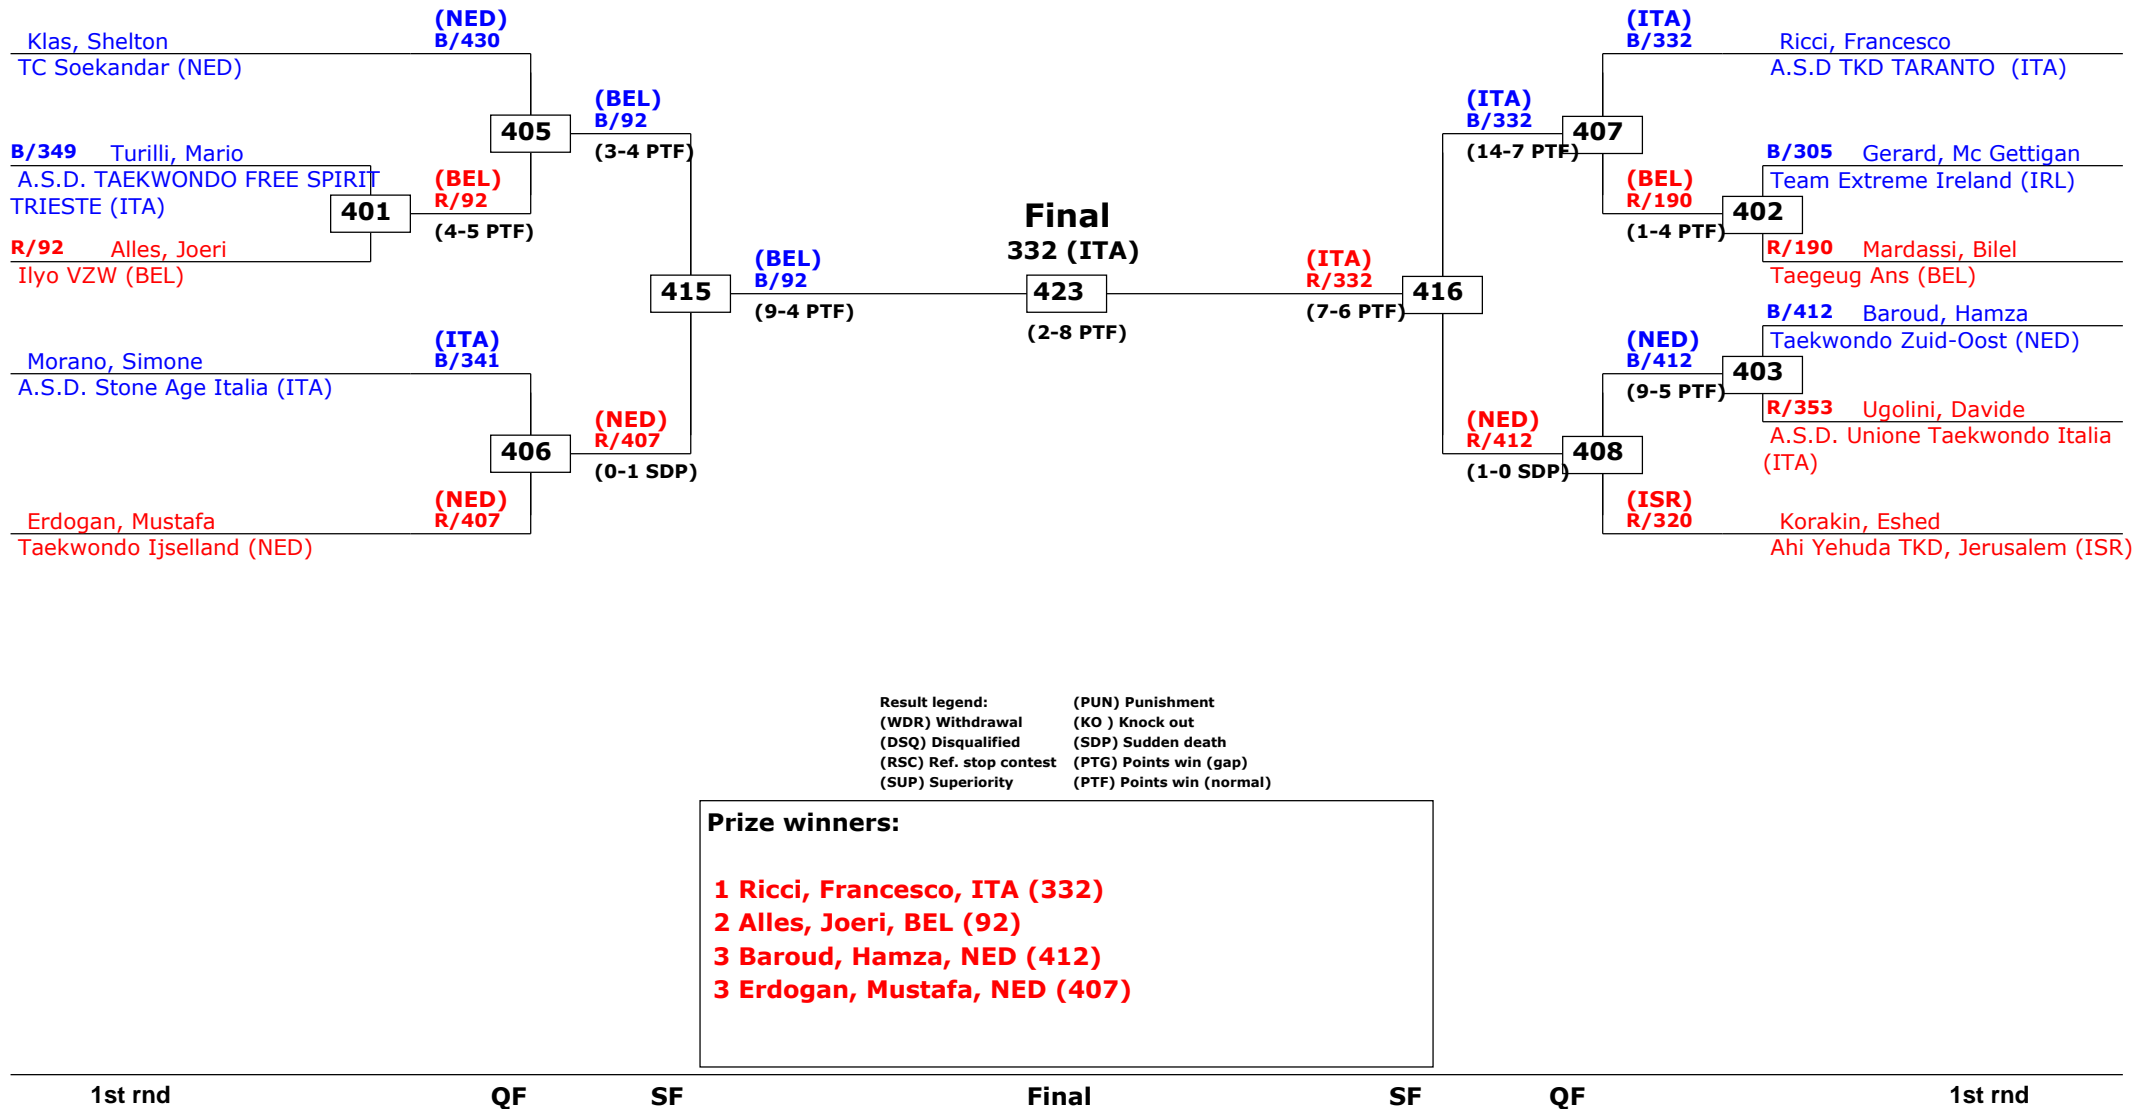 (NED)
B/430
Klas, Shelton
TC Soekandar (NED)
405
B/349 Turilli, Mario
A.S.D. TAEKWONDO FREE SPIRIT
TRIESTE (ITA)
401
R/92 Alles, Joeri
Ilyo VZW (BEL)
(BEL)
R/92
(4-5 PTF)
(BEL)
B/92
(3-4 PTF)
(ITA)
B/341
Morano, Simone
A.S.D. Stone Age Italia (ITA)
406
(NED)
R/407
Erdogan, Mustafa
Taekwondo Ijselland (NED)
(NED)
R/407
(0-1 SDP)
415
(BEL)
B/92
(9-4 PTF)
Final
332 (ITA)
423
(2-8 PTF)
(ITA)
R/332
(7-6 PTF)
416
(ITA)
B/332
(14-7 PTF)
407
(ITA)
B/332
Ricci, Francesco
A.S.D TKD TARANTO (ITA)
(BEL)
R/190
(1-4 PTF)
402
B/305 Gerard, Mc Gettigan
Team Extreme Ireland (IRL)
R/190 Mardassi, Bilel
Taegeug Ans (BEL)
(NED)
R/412
(1-0 SDP)
408
(NED)
B/412
(9-5 PTF)
403
B/412 Baroud, Hamza
Taekwondo Zuid-Oost (NED)
R/353 Ugolini, Davide
A.S.D. Unione Taekwondo Italia
(ITA)
(ISR)
R/320
Korakin, Eshed
Ahi Yehuda TKD, Jerusalem (ISR)
Result legend: (PUN) Punishment
(WDR) Withdrawal (KO ) Knock out
(DSQ) Disqualified (SDP) Sudden death
(RSC) Ref. stop contest (PTG) Points win (gap)
(SUP) Superiority (PTF) Points win (normal)
Prize winners:
1 Ricci, Francesco, ITA (332)
2 Alles, Joeri, BEL (92)
3 Baroud, Hamza, NED (412)
3 Erdogan, Mustafa, NED (407)
1st rnd QF SF Final SF QF 1st rnd